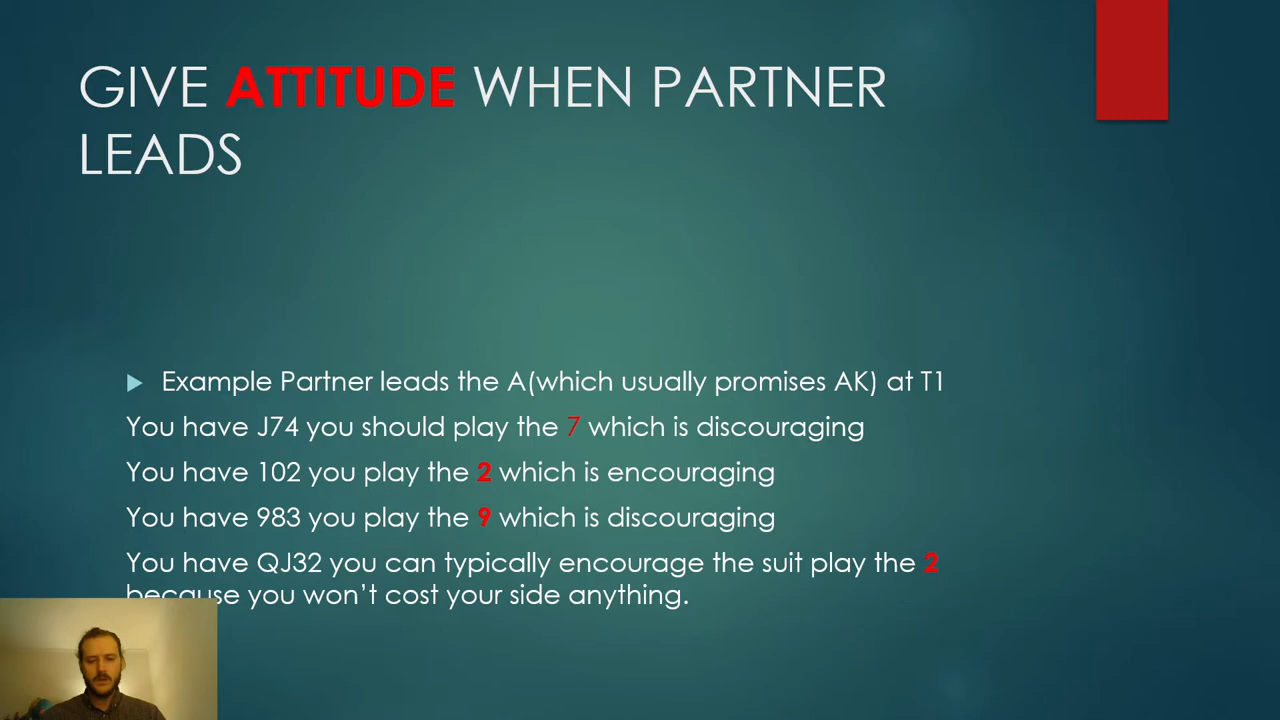 GIVE ATTITUDE WHEN PARTNER
LEADS
Example Partner leads the A(which usually promises AK) at T1
You have J74 you should play the 7 which is discouraging
You have 102 you play the 2 which is encouraging
You have 983 you play the 9 which is discouraging
You have QJ32 you can typically encourage the suit play the 2
because you won't cost your side anything.